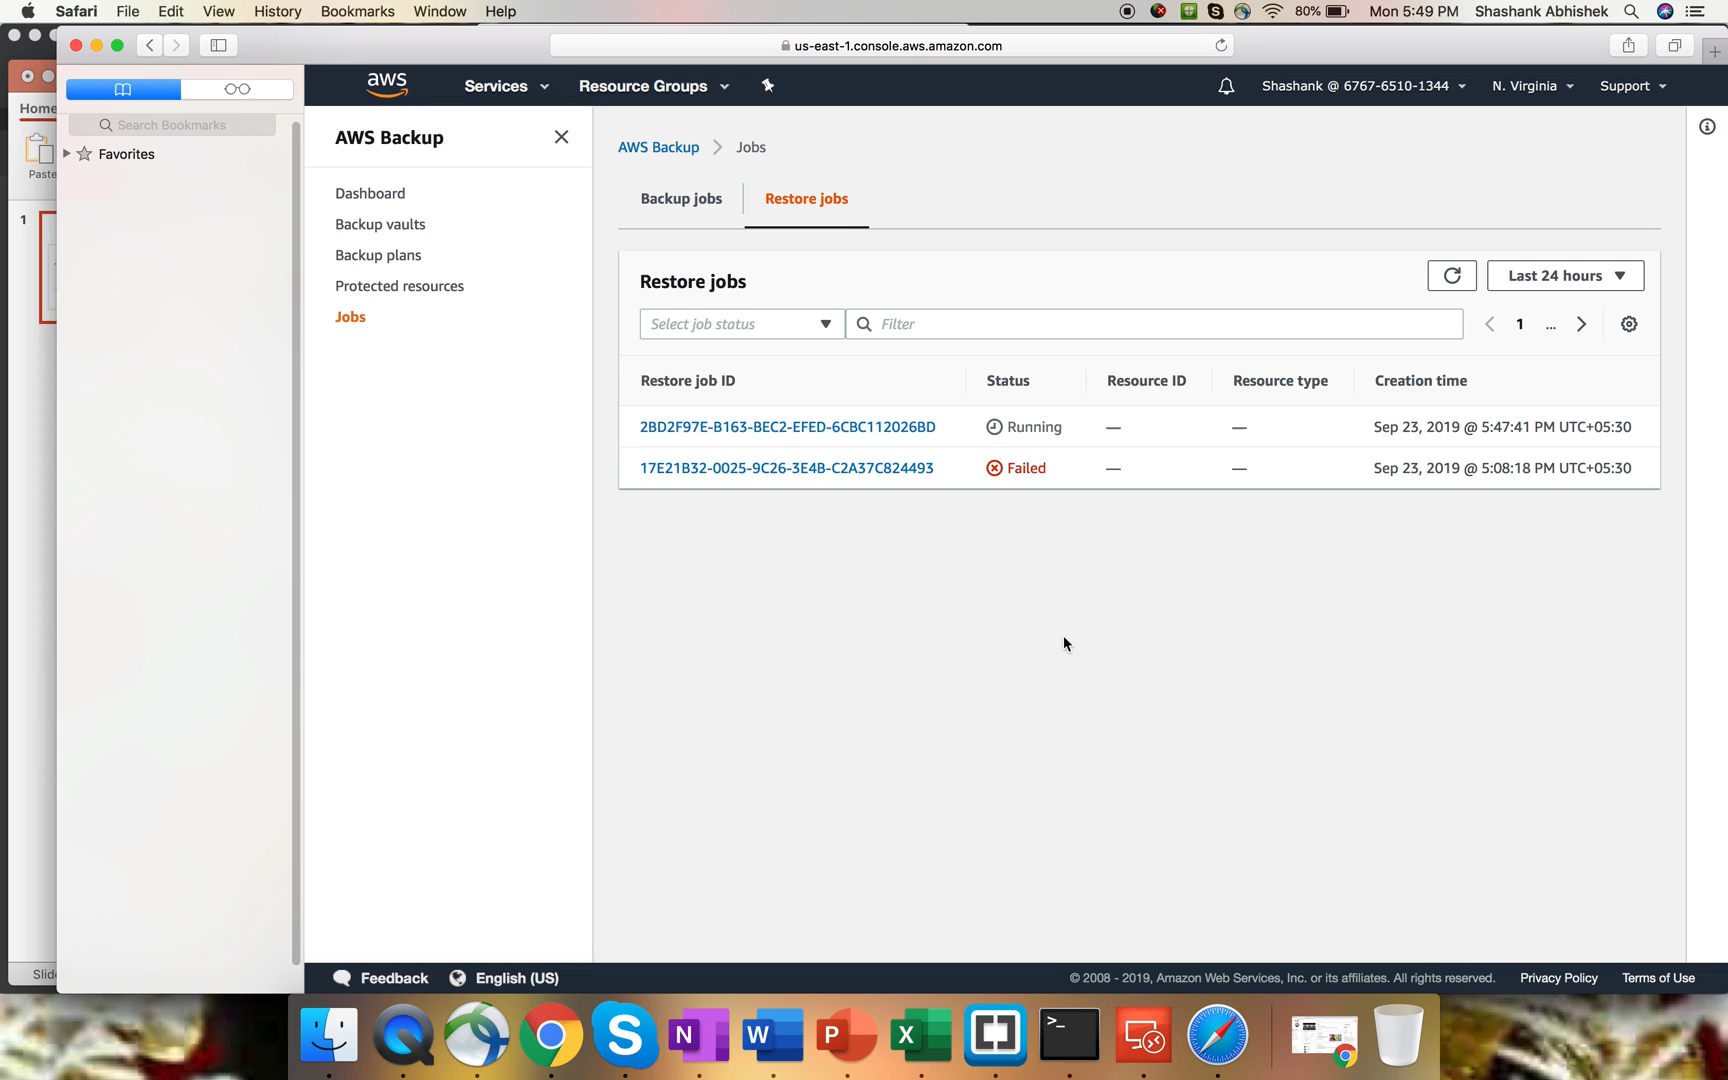 Safari File Edit View History Bookmarks Window Help 80% Mon 5:49 PM Shashank Abhishek
us-east-1.console.aws.amazon.com
Home
Paste
1
Search Bookmarks
Favorites
aws Services Resource Groups Shashank @ 6767-6510-1344 N. Virginia Support
AWS Backup
Dashboard
Backup vaults
Backup plans
Protected resources
Jobs
AWS Backup > Jobs
Backup jobs Restore jobs
Restore jobs Last 24 hours
Select job status Filter 1 ...
Restore job ID Status Resource ID Resource type Creation time
2BD2F97E-B163-BEC2-EFED-6CBC112026BD Running — — Sep 23, 2019 @ 5:47:41 PM UTC+05:30
17E21B32-0025-9C26-3E4B-C2A37C824493 Failed — — Sep 23, 2019 @ 5:08:18 PM UTC+05:30
Slide
Feedback English (US) © 2008 - 2019, Amazon Web Services, Inc. or its affiliates. All rights reserved. Privacy Policy Terms of Use
S N W P X >_